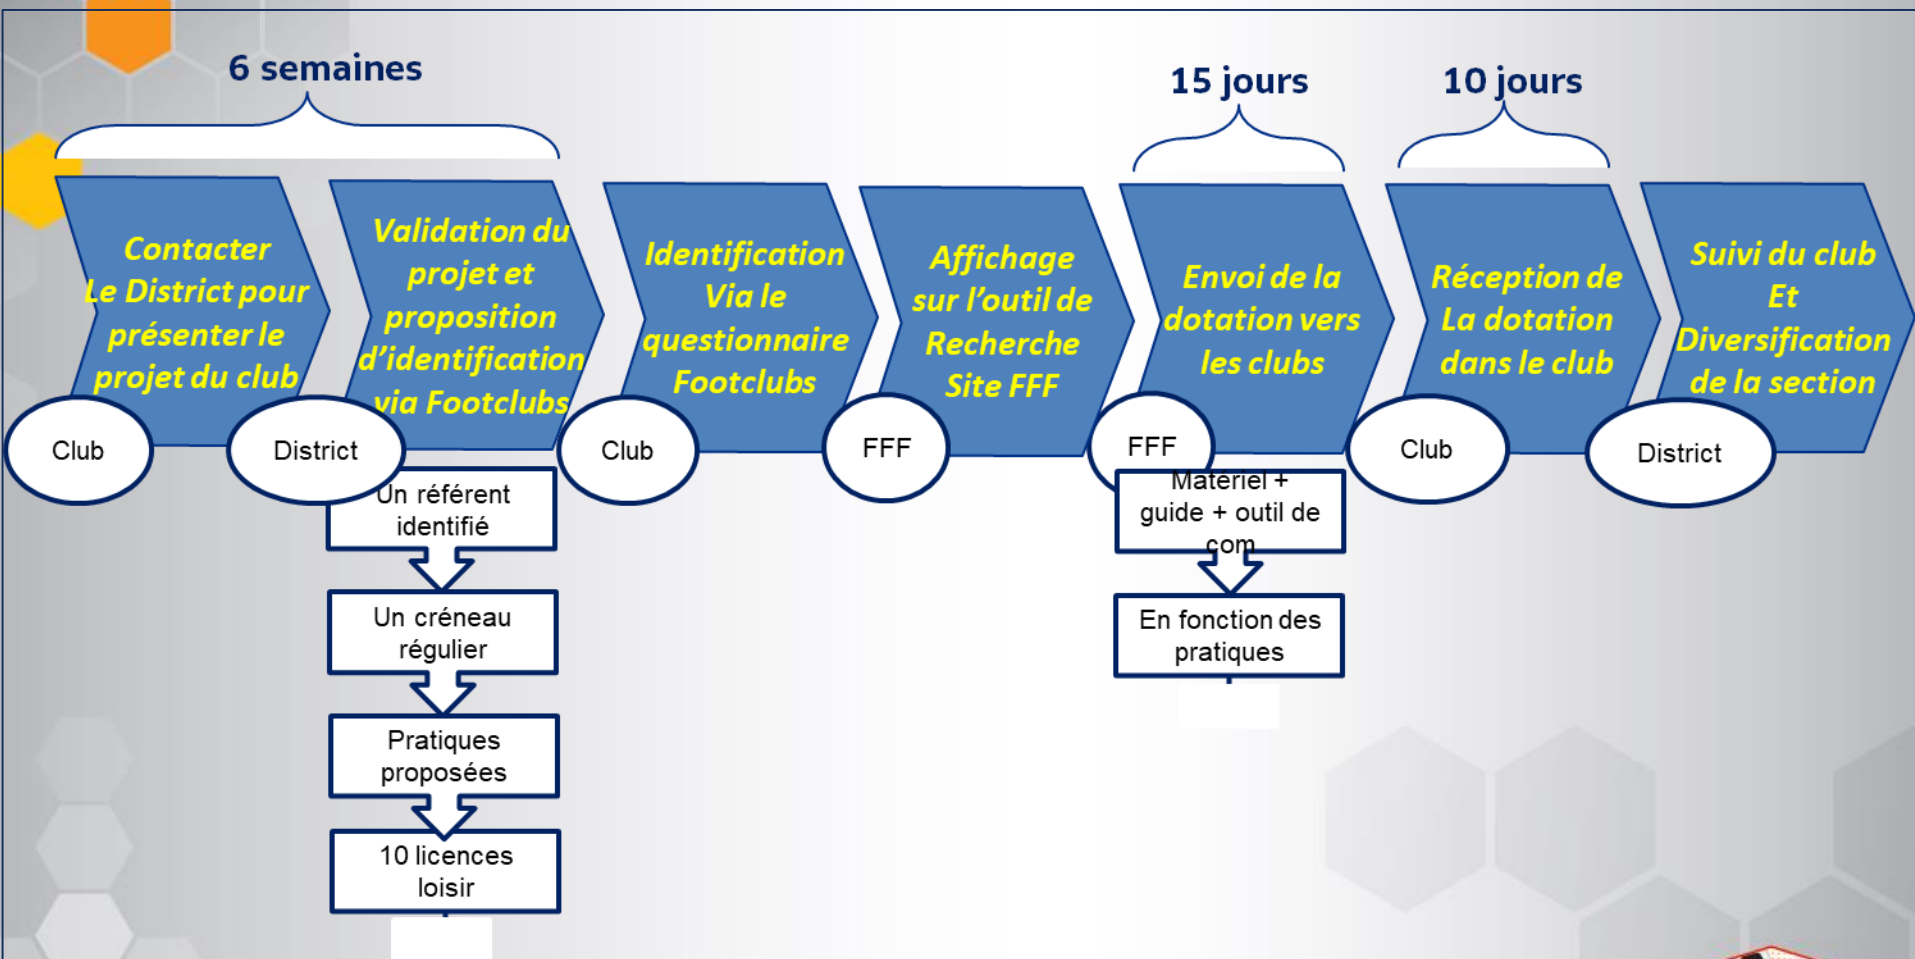 6 semaines
15 jours
10 jours
Contacter
Le District pour
présenter le
projet du club
Validation du
projet et
proposition
d'identification
via Footclubs
Identification
Via le
questionnaire
Footclubs
Affichage
sur l'outil de
Recherche
Site FFF
Envoi de la
dotation vers
les clubs
Réception de
La dotation
dans le club
Suivi du club
Et
Diversification
de la section
Club
District
Club
FFF
FFF
Club
District
Un référent
identifié
Un créneau
régulier
Pratiques
proposées
10 licences
loisir
Matériel +
guide + outil de
com
En fonction des
pratiques